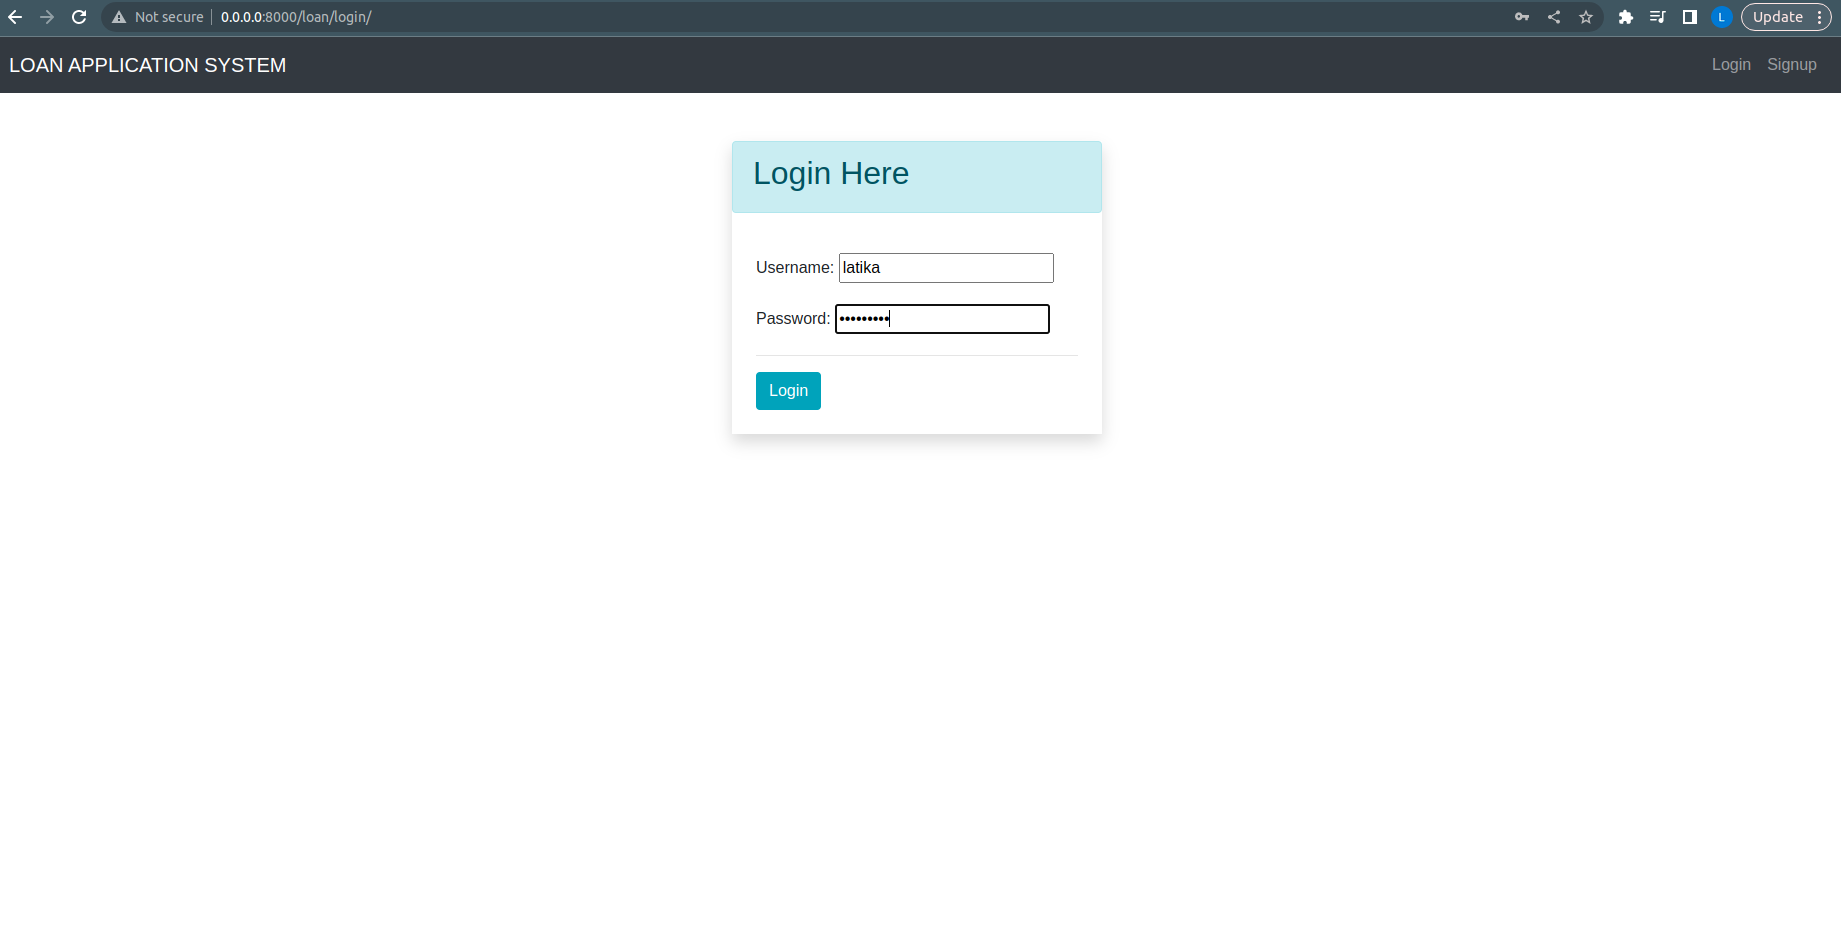 Not secure 0.0.0.0:8000/loan/login/ L Update
LOAN APPLICATION SYSTEM Login Signup
Login Here
Username: latika
Password: •••••••••
Login